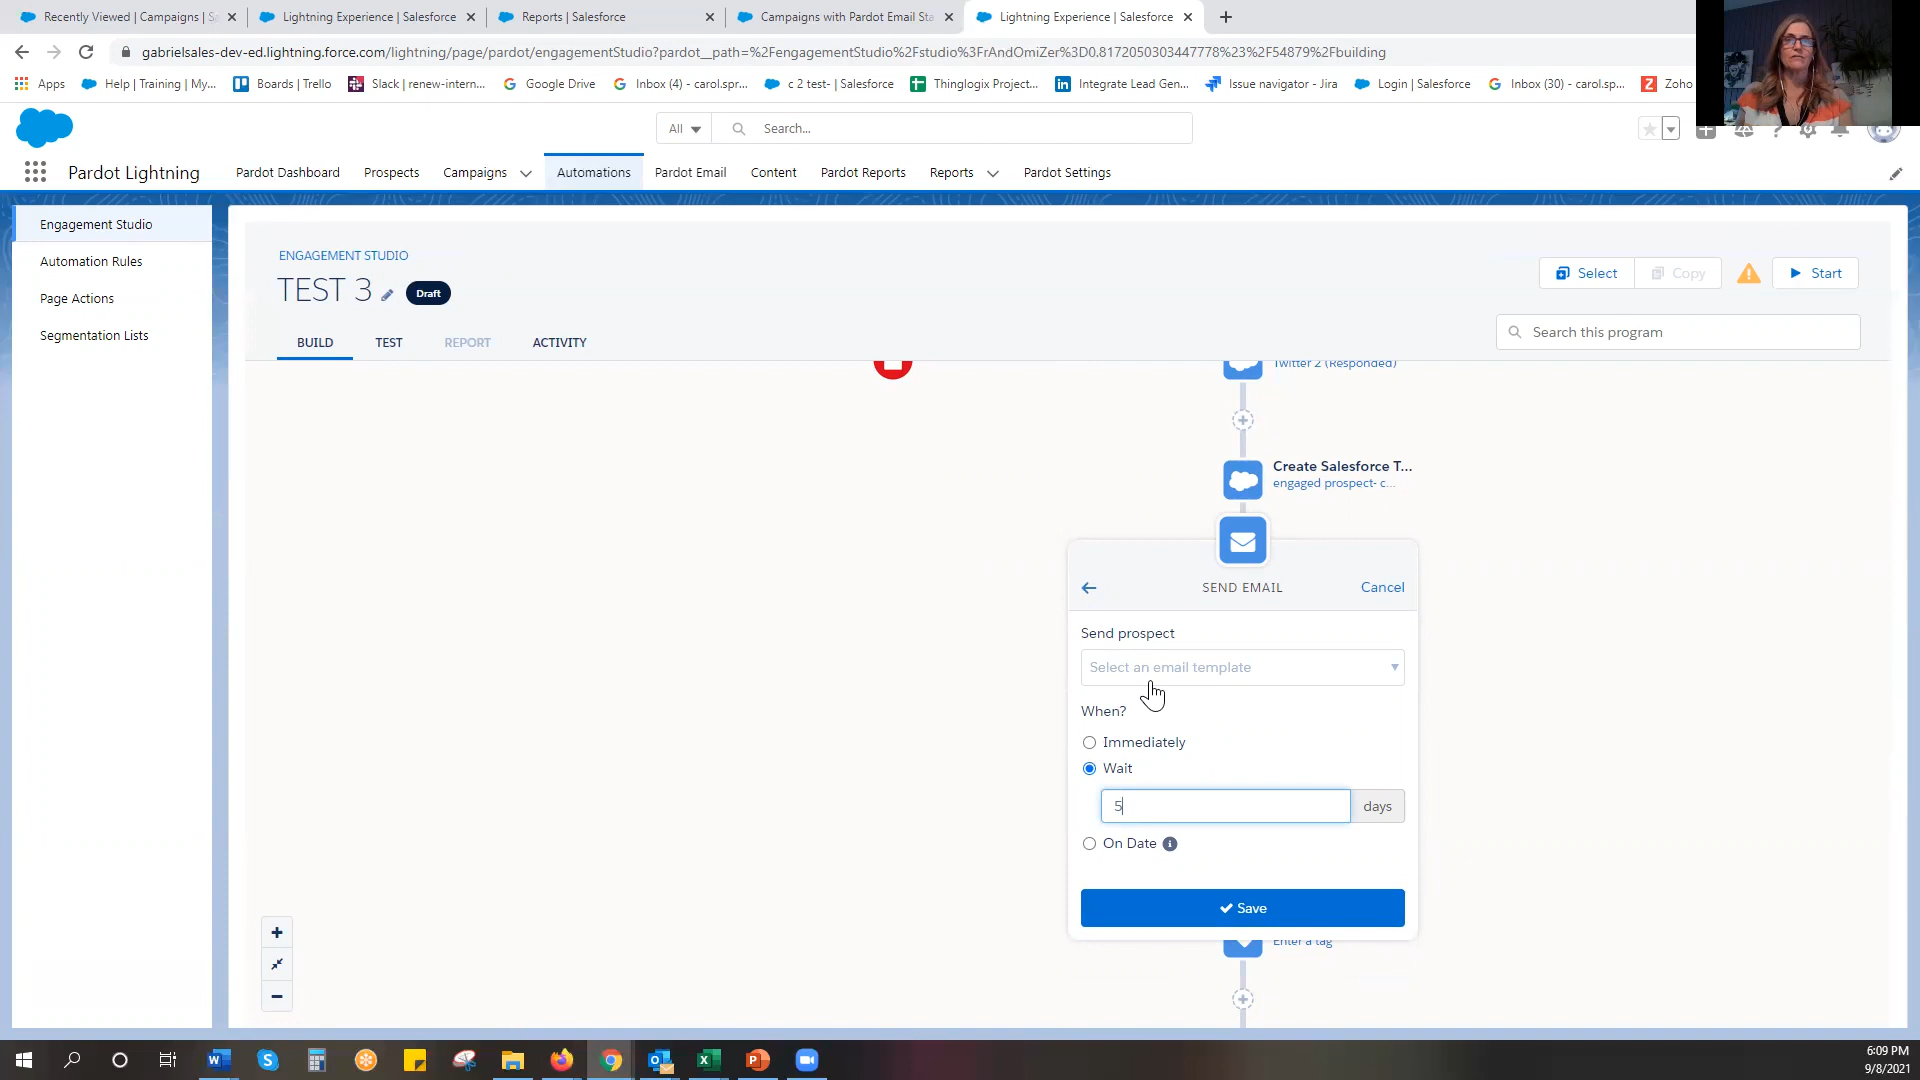 Recently Viewed | Campaigns | S
Lightning Experience | Salesforce
Reports | Salesforce
Campaigns with Pardot Email Sta
Lightning Experience | Salesforce
gabrielsales-dev-ed.lightning.force.com/lightning/page/pardot/engagementStudio?pardot__path=%2FengagementStudio%2Fstudio%3FrAndOmiZer%3D0.8172050303447778%23%2F54879%2Fbuilding
Apps
Help | Training | My...
Boards | Trello
Slack | renew-intern...
Google Drive
Inbox (4) - carol.spr...
c 2 test- | Salesforce
Thinglogix Project...
Integrate Lead Gen...
Issue navigator - Jira
Login | Salesforce
Inbox (30) - carol.sp...
Zoho
All
Search...
Pardot Lightning
Pardot Dashboard
Prospects
Campaigns
Automations
Pardot Email
Content
Pardot Reports
Reports
Pardot Settings
Engagement Studio
Automation Rules
Page Actions
Segmentation Lists
ENGAGEMENT STUDIO
TEST 3
Draft
Select
Copy
Start
BUILD
TEST
REPORT
ACTIVITY
Search this program
Twitter 2 (Responded)
Create Salesforce T...
engaged prospect- c...
SEND EMAIL
Cancel
Send prospect
Select an email template
When?
Immediately
Wait
5
days
On Date
Save
Enter a tag
6:09 PM
9/8/2021